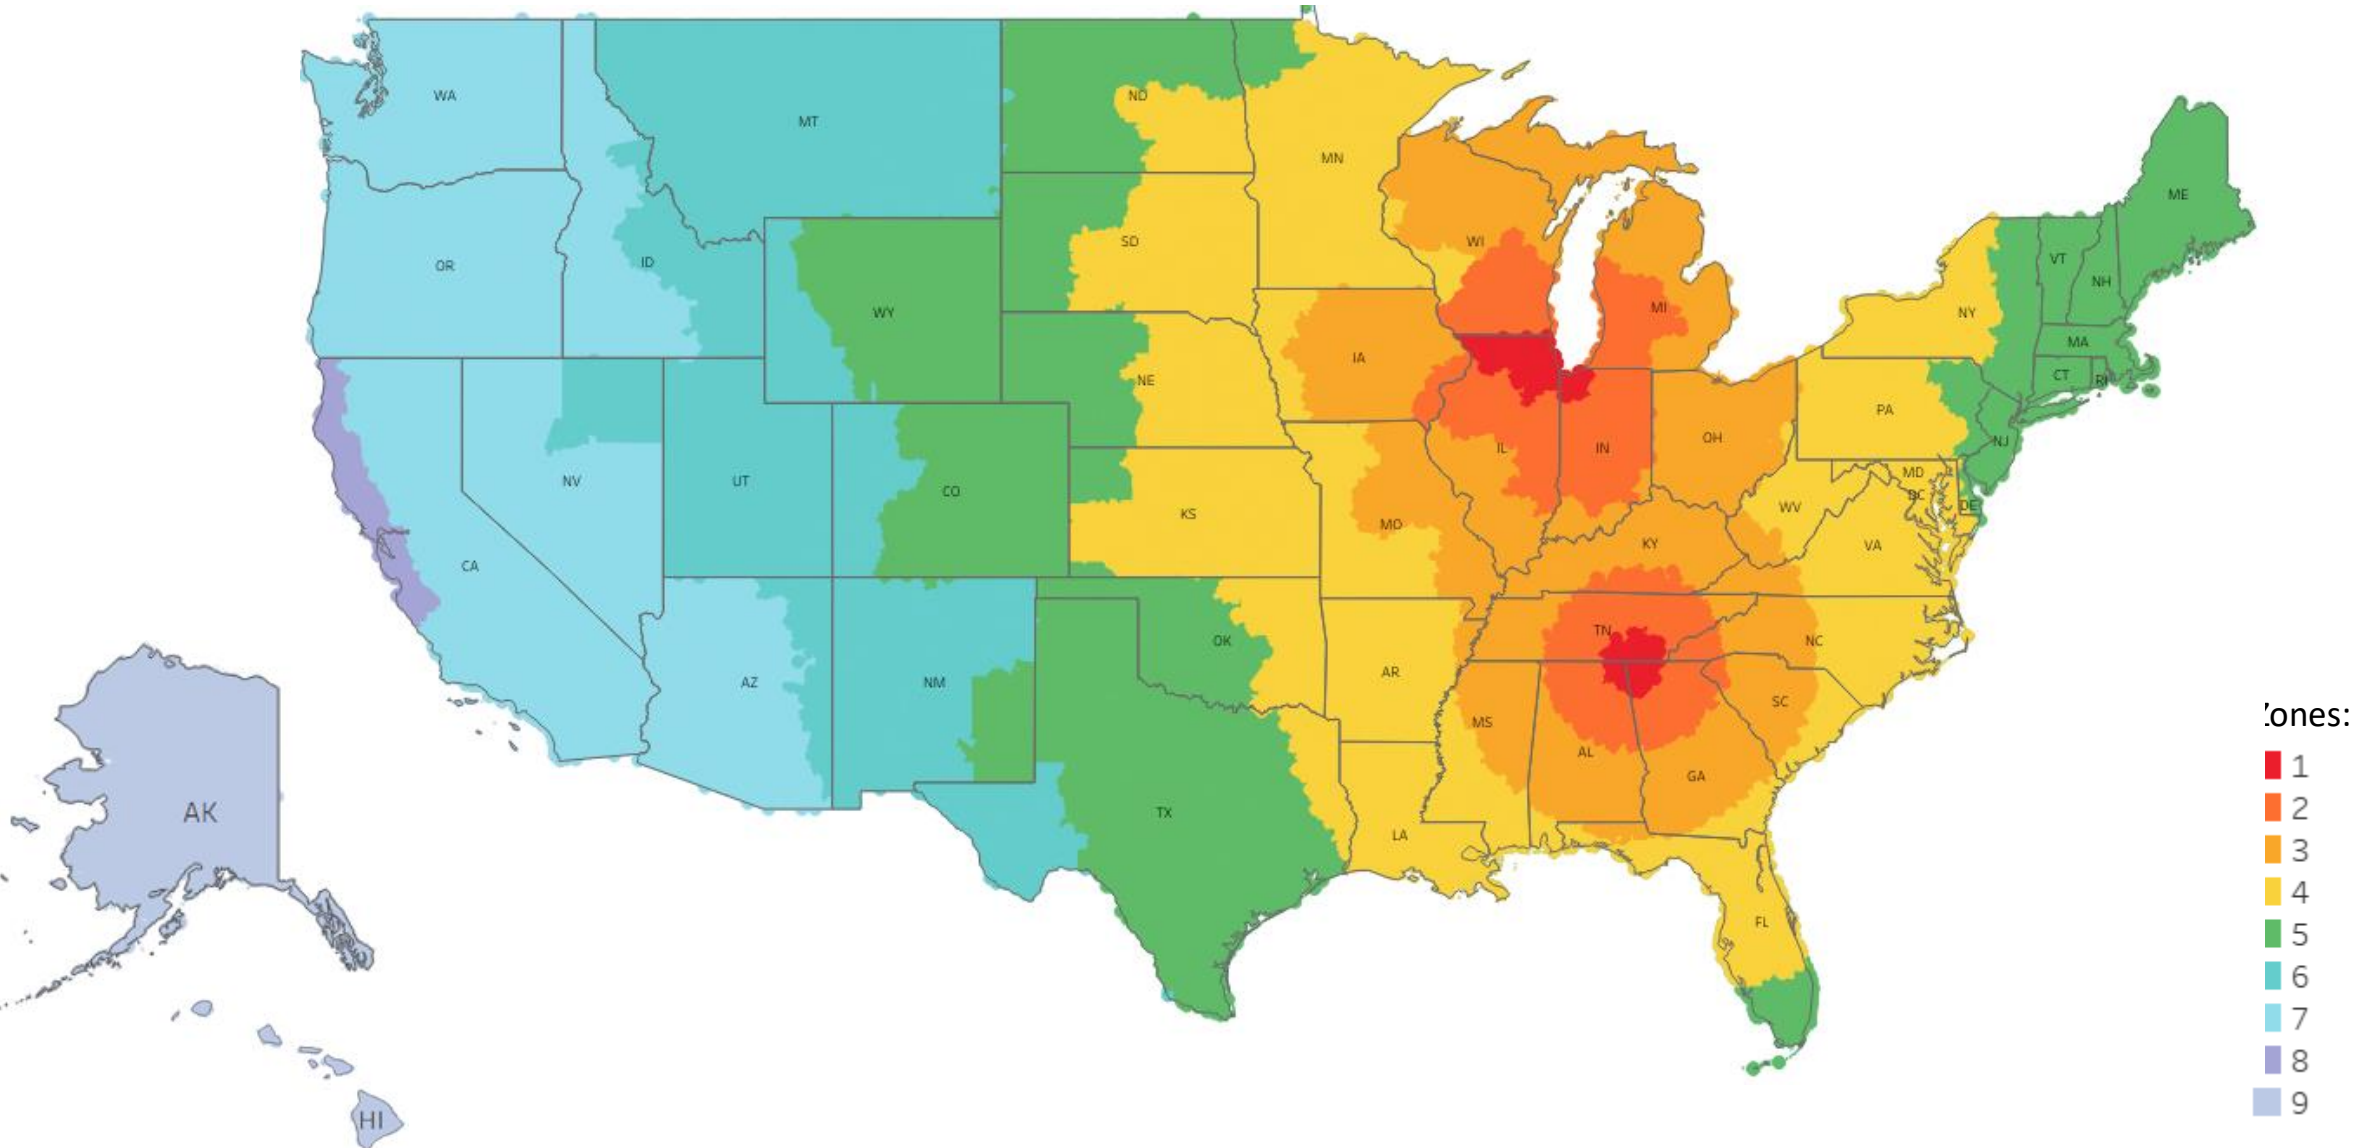 WA
MT
ND
MN
ME
OR
ID
SD
WI
VT
NH
WY
MI
NY
MA
IA
NE
CT
RI
PA
OH
NJ
IL
IN
NV
UT
CO
MD
DC
DE
WV
KS
MO
KY
VA
CA
TN
NC
OK
AR
AZ
NM
SC
MS
AL
GA
TX
LA
FL
AK
HI
ones:
1
2
3
4
5
6
7
8
9